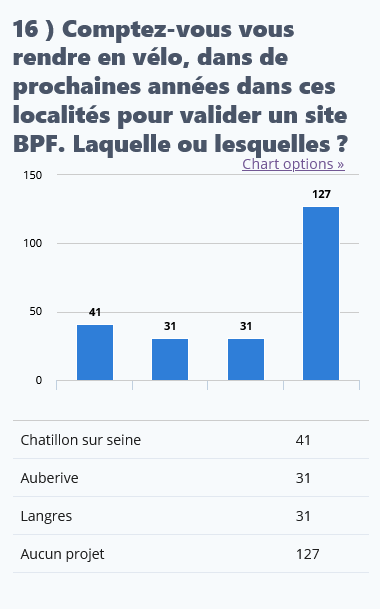 16 ) Comptez-vous vous
rendre en vélo, dans de
prochaines années dans ces
localités pour valider un site
BPF. Laquelle ou lesquelles ?
Chart options »
150
127
100
50
41
31
31
0
Chatillon sur seine 41
Auberive 31
Langres 31
Aucun projet 127